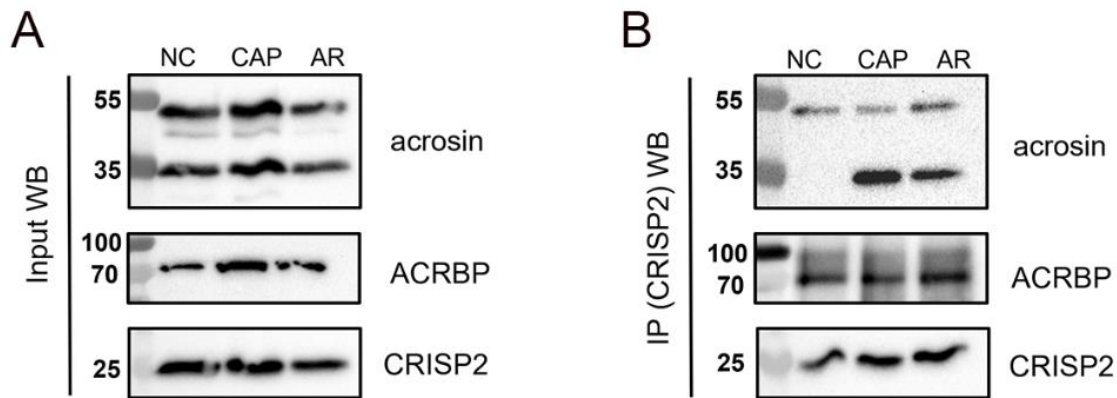 A
NC CAP AR
Input WB
55
35
acrosin
100
70
ACRBP
25
CRISP2
B
NC CAP AR
IP (CRISP2) WB
55
35
acrosin
100
70
ACRBP
25
CRISP2